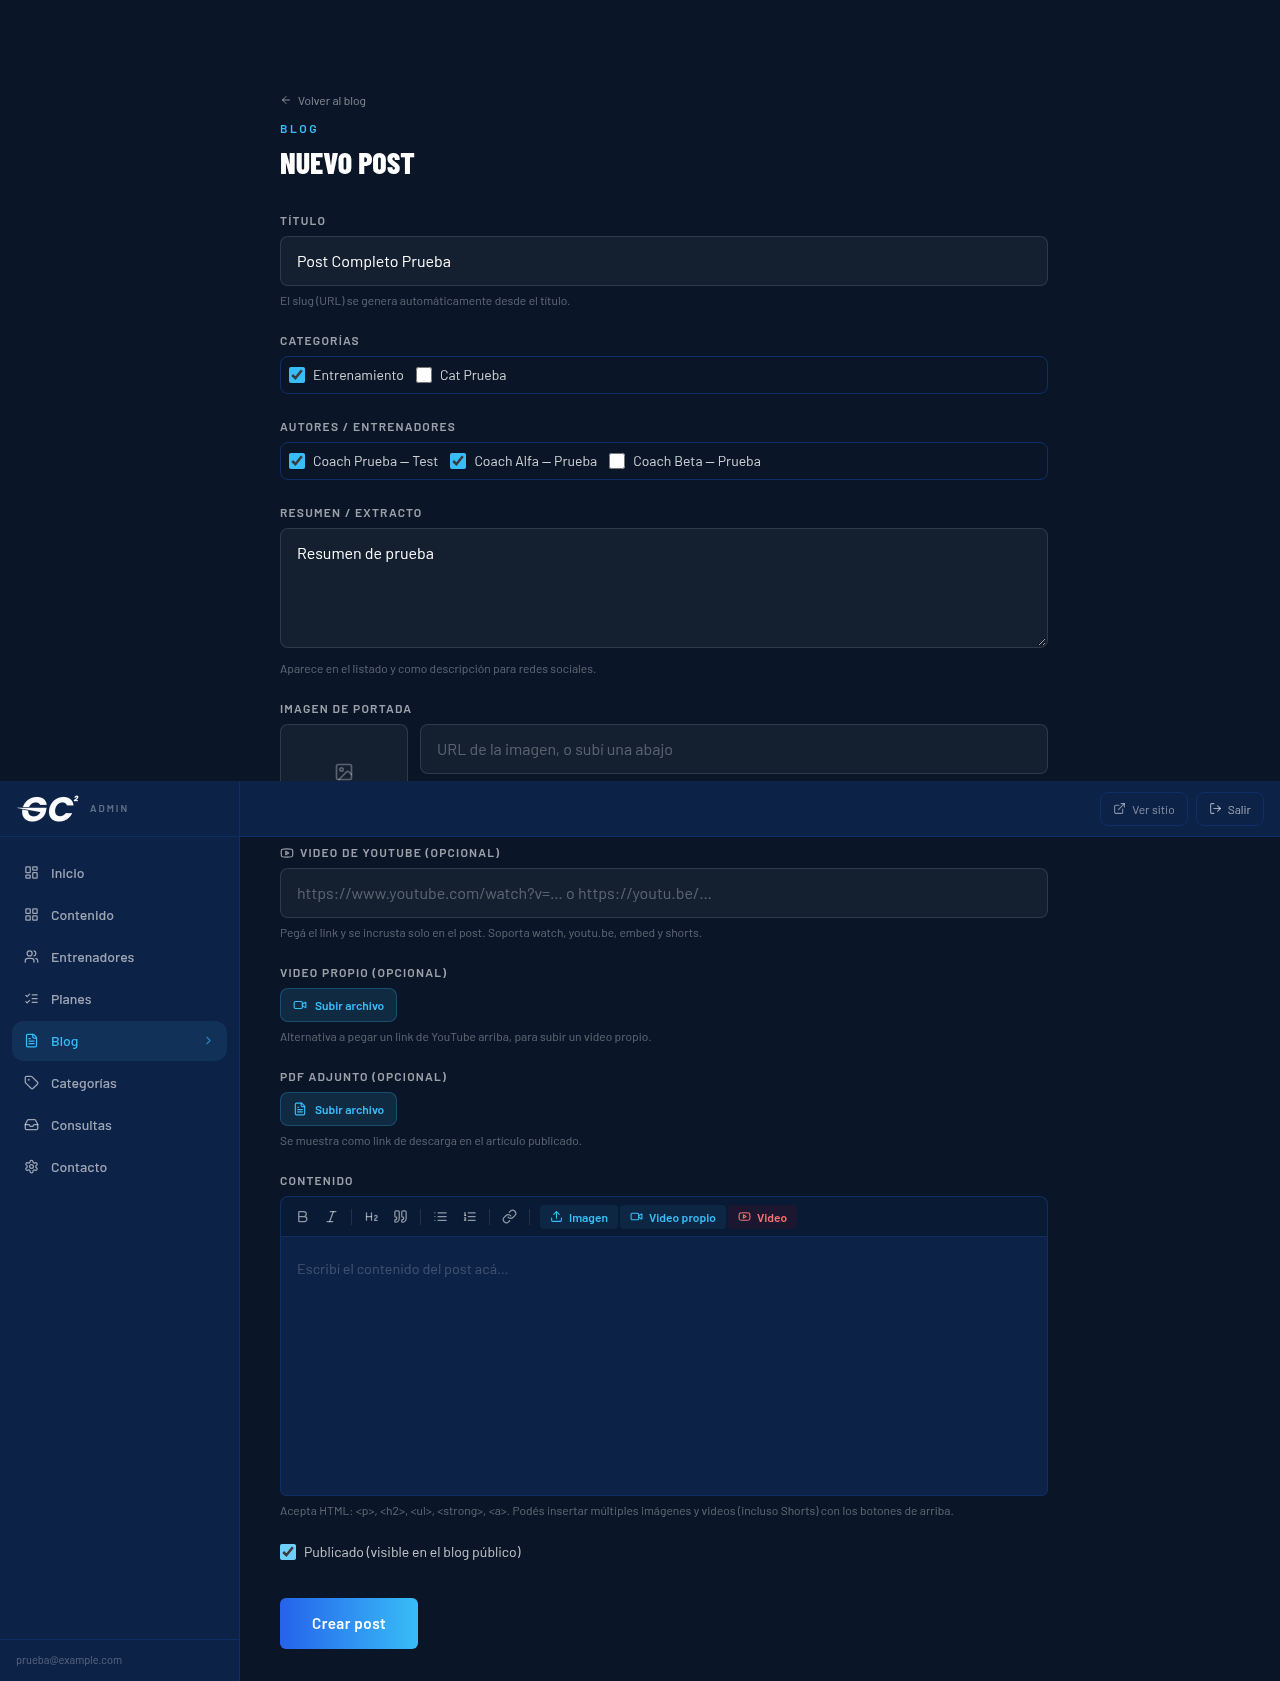 Volver al blog
BLOG
NUEVO POST
TÍTULO
Post Completo Prueba
El slug (URL) se genera automáticamente desde el título.
CATEGORÍAS
Entrenamiento Cat Prueba
AUTORES / ENTRENADORES
Coach Prueba — Test Coach Alfa — Prueba Coach Beta — Prueba
RESUMEN / EXTRACTO
Resumen de prueba
Aparece en el listado y como descripción para redes sociales.
IMAGEN DE PORTADA
URL de la imagen, o subí una abajo
GC² ADMIN
Ver sitio
Salir
Inicio
Contenido
Entrenadores
Planes
Blog
Categorías
Consultas
Contacto
prueba@example.com
VIDEO DE YOUTUBE (OPCIONAL)
https://www.youtube.com/watch?v=... o https://youtu.be/...
Pegá el link y se incrusta solo en el post. Soporta watch, youtu.be, embed y shorts.
VIDEO PROPIO (OPCIONAL)
Subir archivo
Alternativa a pegar un link de YouTube arriba, para subir un video propio.
PDF ADJUNTO (OPCIONAL)
Subir archivo
Se muestra como link de descarga en el artículo publicado.
CONTENIDO
B I H2 Imagen Video propio Video
Escribí el contenido del post acá...
Acepta HTML: <p>, <h2>, <ul>, <strong>, <a>. Podés insertar múltiples imágenes y videos (incluso Shorts) con los botones de arriba.
Publicado (visible en el blog público)
Crear post